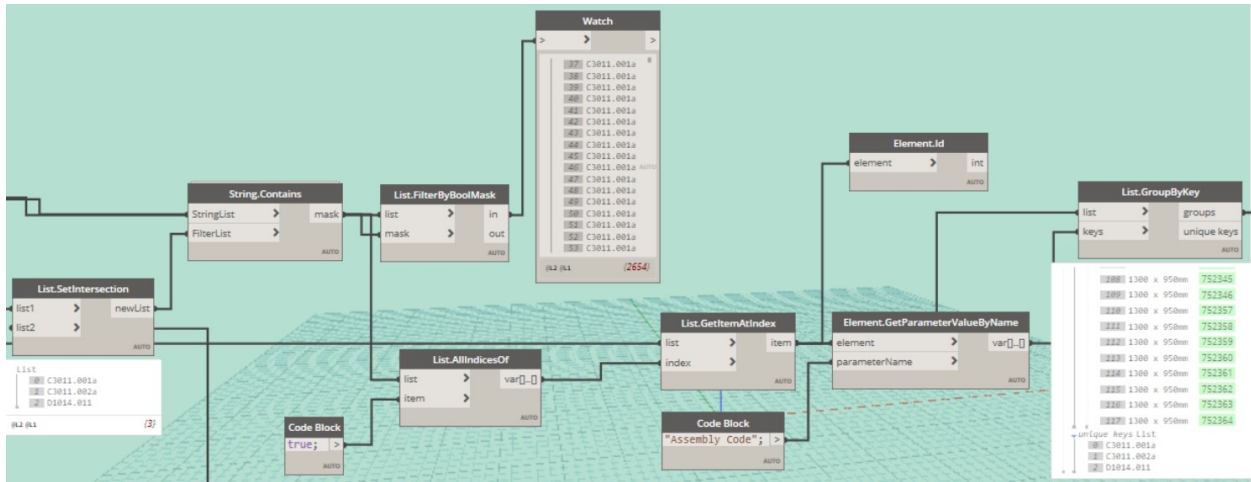 Watch
> > >
37 C3011.001a 0
38 C3011.001a
39 C3011.001a
40 C3011.001a
41 C3011.001a
42 C3011.001a
43 C3011.001a
44 C3011.001a
45 C3011.001a
46 C3011.001a AUTO
47 C3011.001a
48 C3011.001a
49 C3011.001a
50 C3011.001a
51 C3011.001a
52 C3011.001a
53 C3011.001a
@L2 @L1 {2654}
Element.Id
element > int
AUTO
String.Contains
StringList > mask
FilterList >
AUTO
List.FilterByBoolMask
list > in
mask > out
AUTO
List.GroupByKey
list > groups
keys > unique keys
AUTO
List.SetIntersection
list1 > newList
list2 >
AUTO
List
0 C3011.001a
1 C3011.002a
2 D1014.011
@L2 @L1 {3}
List.AllIndicesOf
list > var[]..[]
item >
AUTO
Code Block
true; >
AUTO
List.GetItemAtIndex
list > item
index >
AUTO
Element.GetParameterValueByName
element > var[]..[]
parameterName >
AUTO
Code Block
"Assembly Code"; >
AUTO
108 1300 x 950mm 752345
109 1300 x 950mm 752346
110 1300 x 950mm 752357
111 1300 x 950mm 752358
112 1300 x 950mm 752359
113 1300 x 950mm 752360
114 1300 x 950mm 752361
115 1300 x 950mm 752362
116 1300 x 950mm 752363
117 1300 x 950mm 752364
unique keys List
0 C3011.001a
1 C3011.002a
2 D1014.011